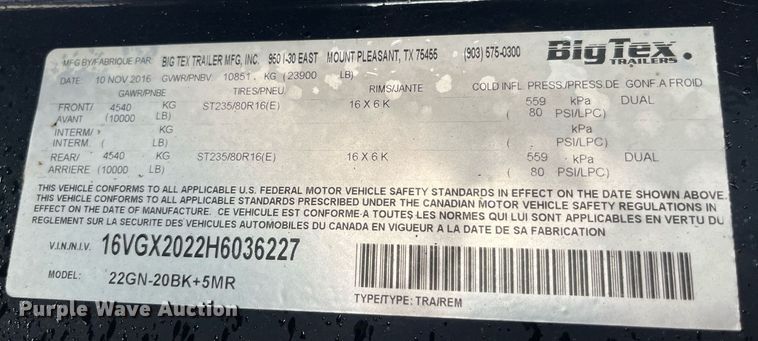 MFG BY/FABRIQUE PAR: BIG TEX TRAILER MFG, INC. 950 I-30 EAST MOUNT PLEASANT, TX 75455 (903) 575-0300 BigTex
TRAILERS
DATE: 10 NOV 2016 GVWR/PNBV: 10851. KG (23900 LB) COLD INFL. PRESS/PRESS.DE GONF A FROID
GAWR/PNBE TIRES/PNEU RIMS/JANTE
FRONT/ 4540 KG ST235/80R16(E) 16 X 6 K 559 kPa DUAL
AVANT (10000 LB) ( 80 PSI/LPC)
INTERM/ KG kPa
INTERM. ( LB) ( PSI/LPC)
REAR/ 4540 KG ST235/80R16(E) 16 X 6 K 559 kPa DUAL
ARRIERE (10000 LB) ( 80 PSI/LPC)
THIS VEHICLE CONFORMS TO ALL APPLICABLE U.S. FEDERAL MOTOR VEHICLE SAFETY STANDARDS IN EFFECT ON THE DATE SHOWN ABOVE.
THIS VEHICLE CONFORMS TO ALL APPLICABLE STANDARDS PRESCRIBED UNDER THE CANADIAN MOTOR VEHICLE SAFETY REGULATIONS IN
EFFECT ON THE DATE OF MANUFACTURE. CE VEHICULE EST CONFORME A TOUTES LES NORMES QUI LUI SONT APPLICABLES EN VERTU DU
REGLEMENT SUR LA SECURITE DES VEHICULES AUTOMOBILES DU CANADA EN VIGUEUR A LA DATE DE SA FABRICATION
V.I.N./N.I.V. 16VGX2022H6036227
MODEL: 22GN-20BK+5MR
TYPE/TYPE: TRA/REM
Purple Wave Auction